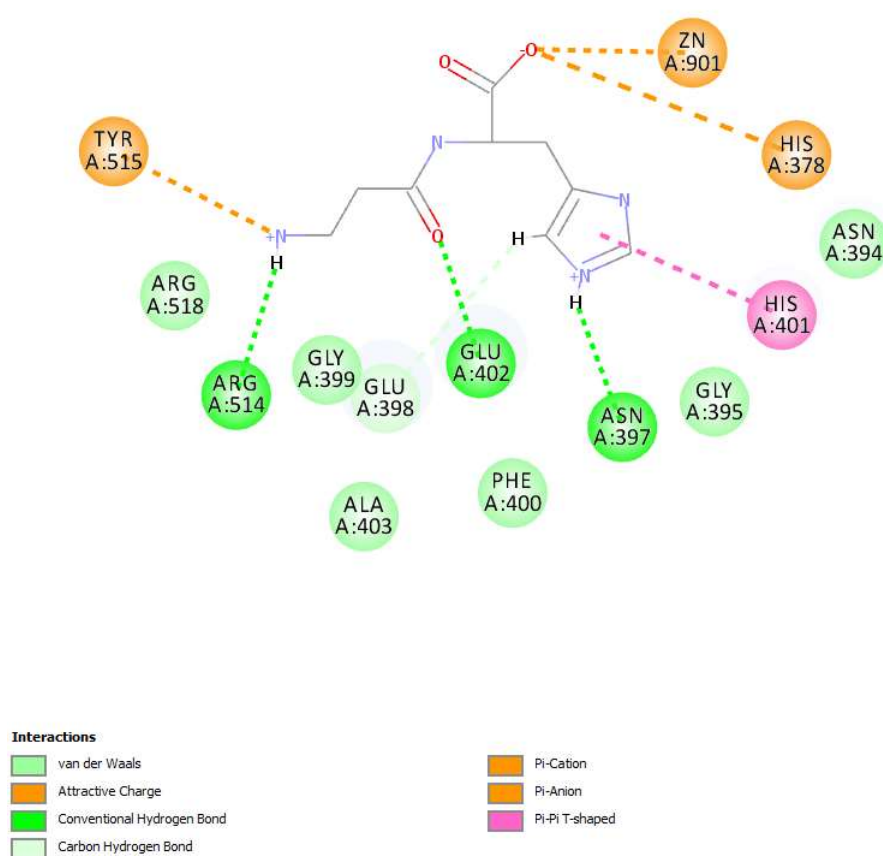 ZN
A:901
-O
O
TYR
A:515
HIS
A:378
N
N
ASN
A:394
+N
H
O
H
ARG
A:518
+N
H
HIS
A:401
GLY
A:399
GLU
A:402
ARG
A:514
GLU
A:398
GLY
A:395
ASN
A:397
PHE
A:400
ALA
A:403
Interactions
van der Waals
Attractive Charge
Conventional Hydrogen Bond
Carbon Hydrogen Bond
Pi-Cation
Pi-Anion
Pi-Pi T-shaped